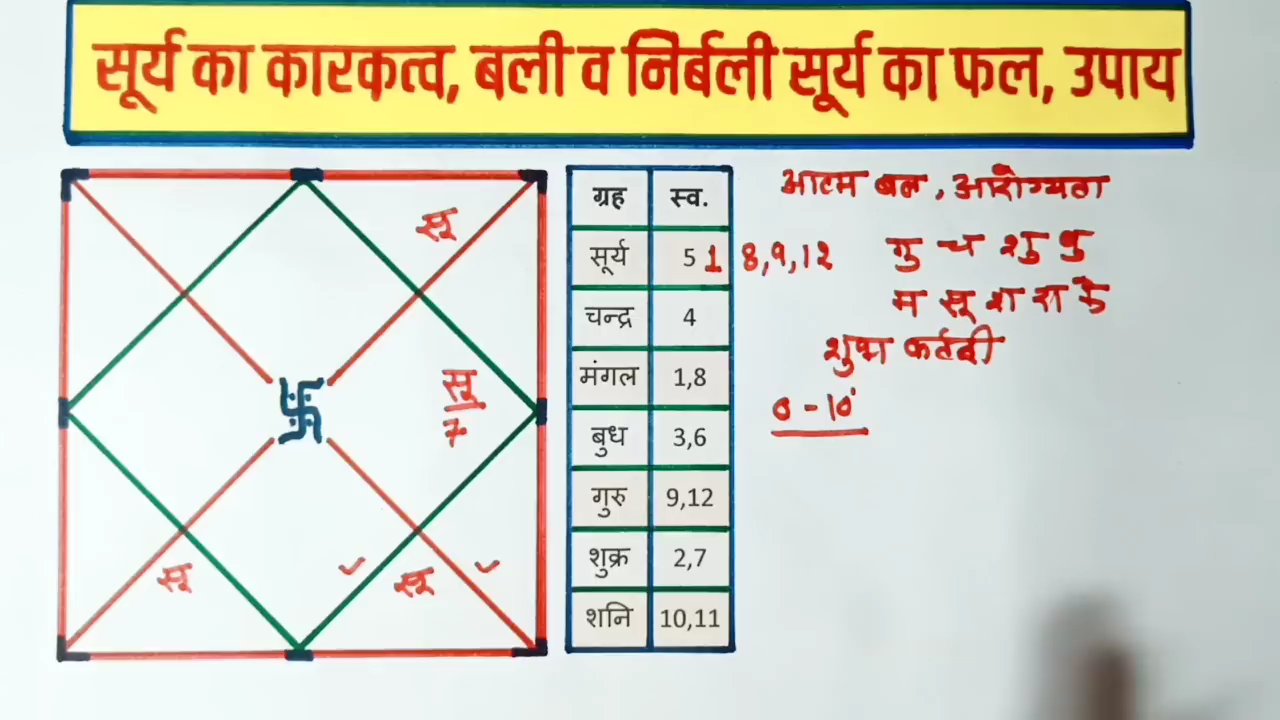 सूर्य का कारकत्व, बली व निर्बली सूर्य का फल, उपाय
सू
सू
7
सू
सू
ग्रह स्व.
सूर्य 5 1 8,9,12
चन्द्र 4
मंगल 1,8
बुध 3,6
गुरु 9,12
शुक्र 2,7
शनि 10,11
आत्म बल, आरोग्यता
गु च शु बु
म सू श रा के
शुभ कर्तरी
0 - 10°